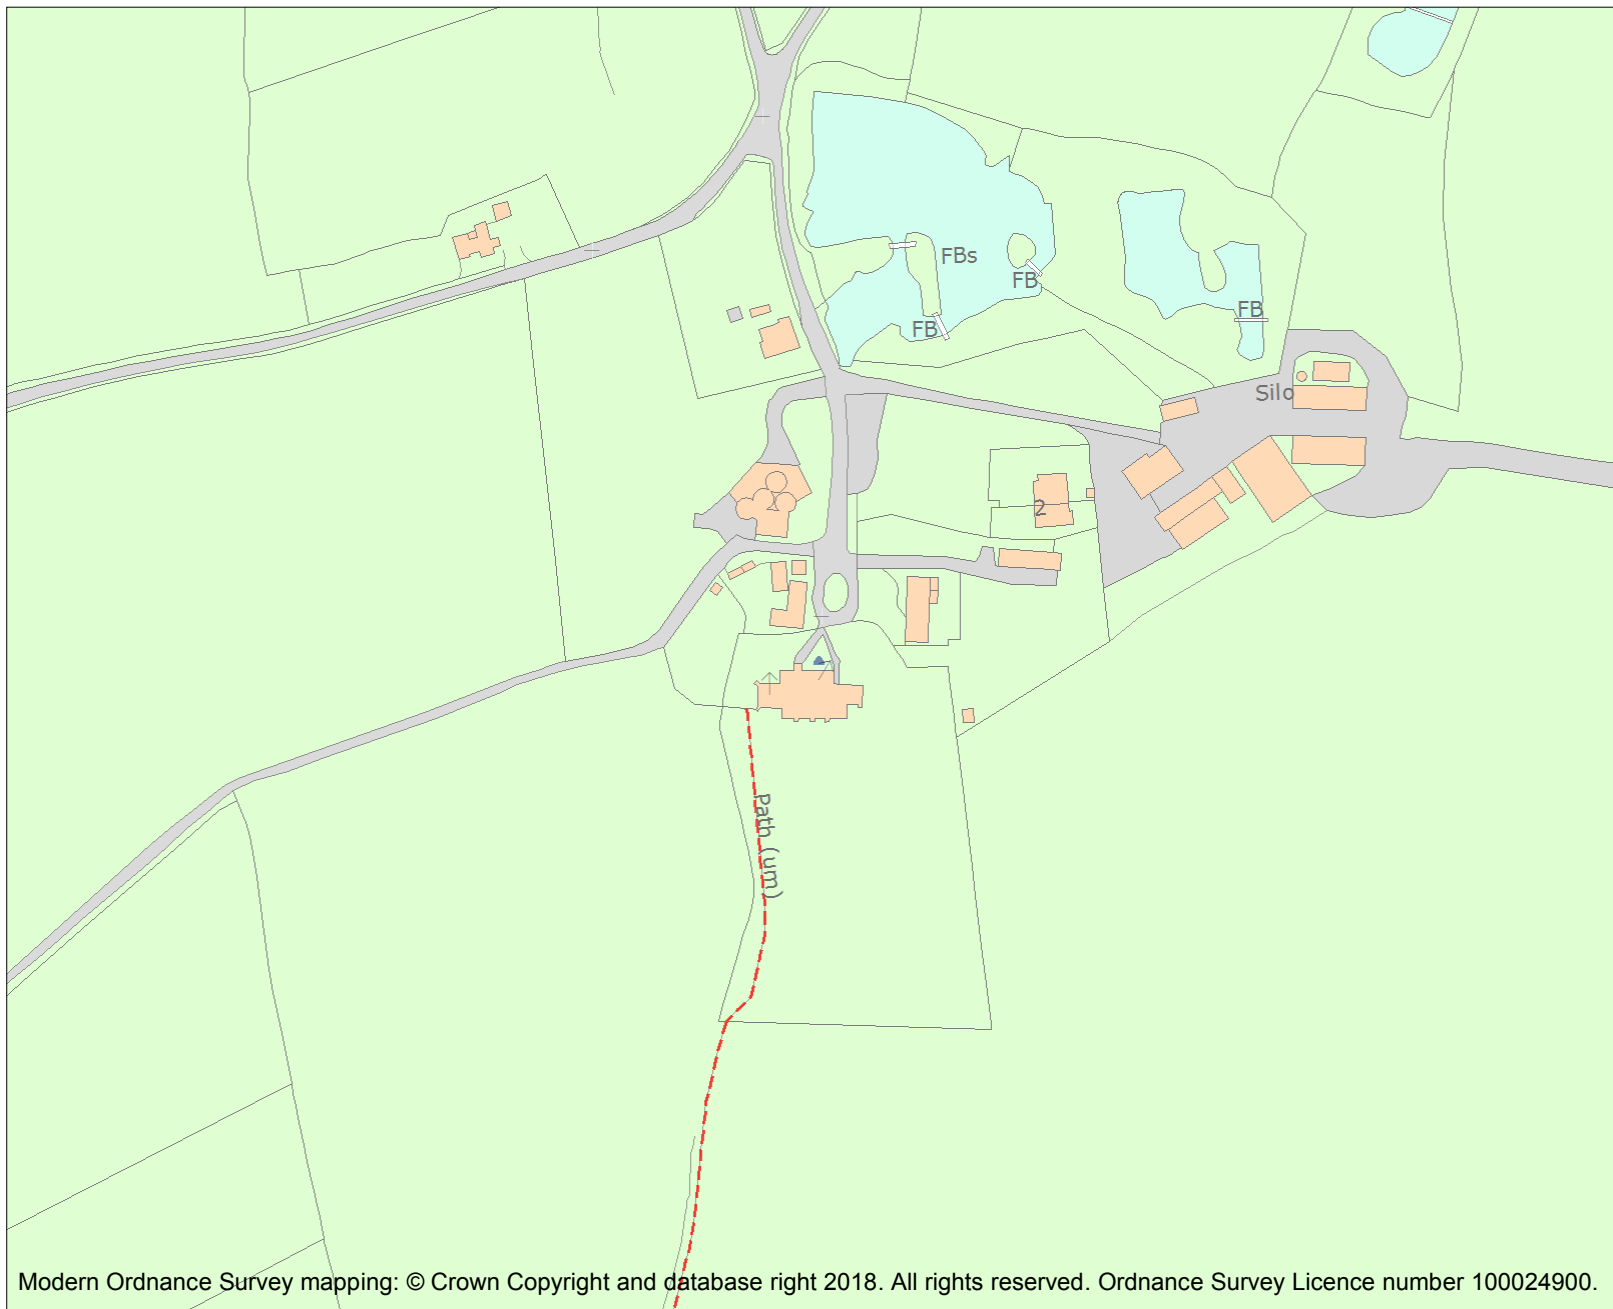 FBs
FB
FB
FB
Silo
2
Path (um)
Modern Ordnance Survey mapping: © Crown Copyright and database right 2018. All rights reserved. Ordnance Survey Licence number 100024900.